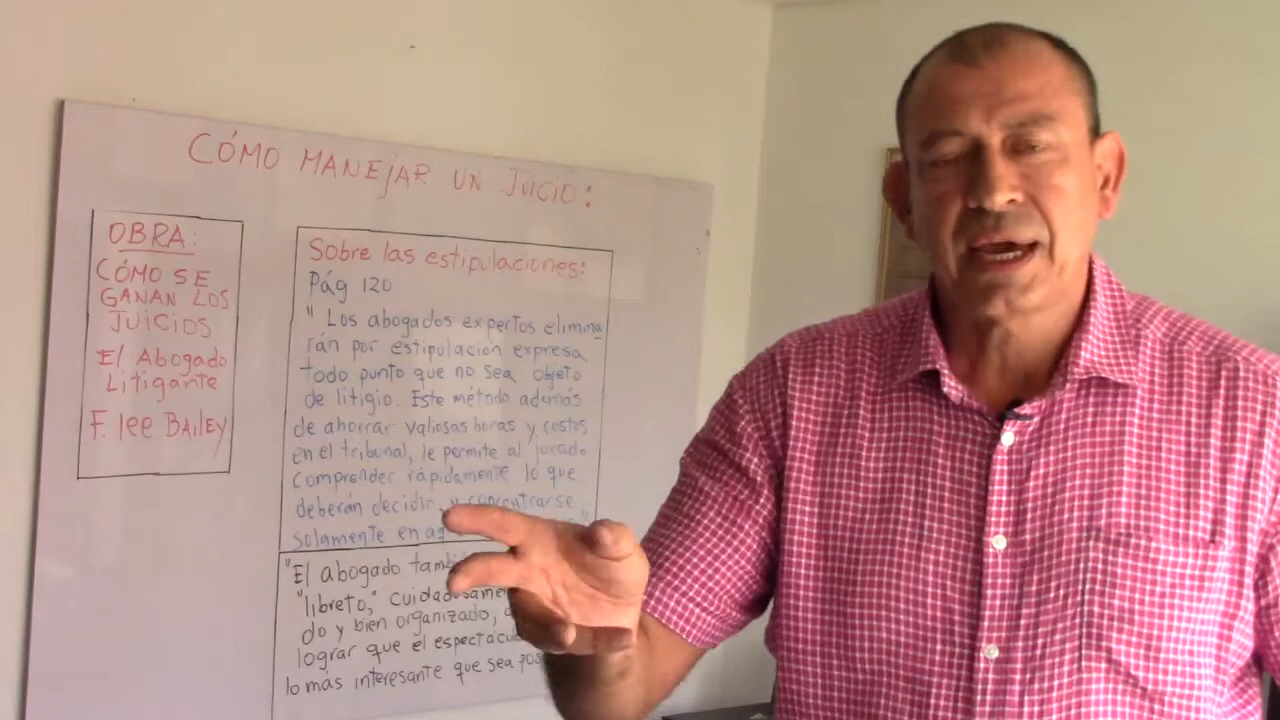 CÓMO MANEJAR UN JUICIO:
OBRA:
CÓMO SE
GANAN LOS
JUICIOS
El Abogado
Litigante
F. lee BAILEY
Sobre las estipulaciones:
Pág 120
" Los abogados expertos elimina
rán por estipulación expresa
todo punto que no sea objeto
de litigio. Este método además
de ahorrar valiosas horas y costos
en el tribunal, le permite al jurado
comprender rápidamente lo que
deberán decidir, y concentrarse
solamente en
"El abogado
"libreto,"
do y bien organizado,
lograr que el
lo más interesante que sea